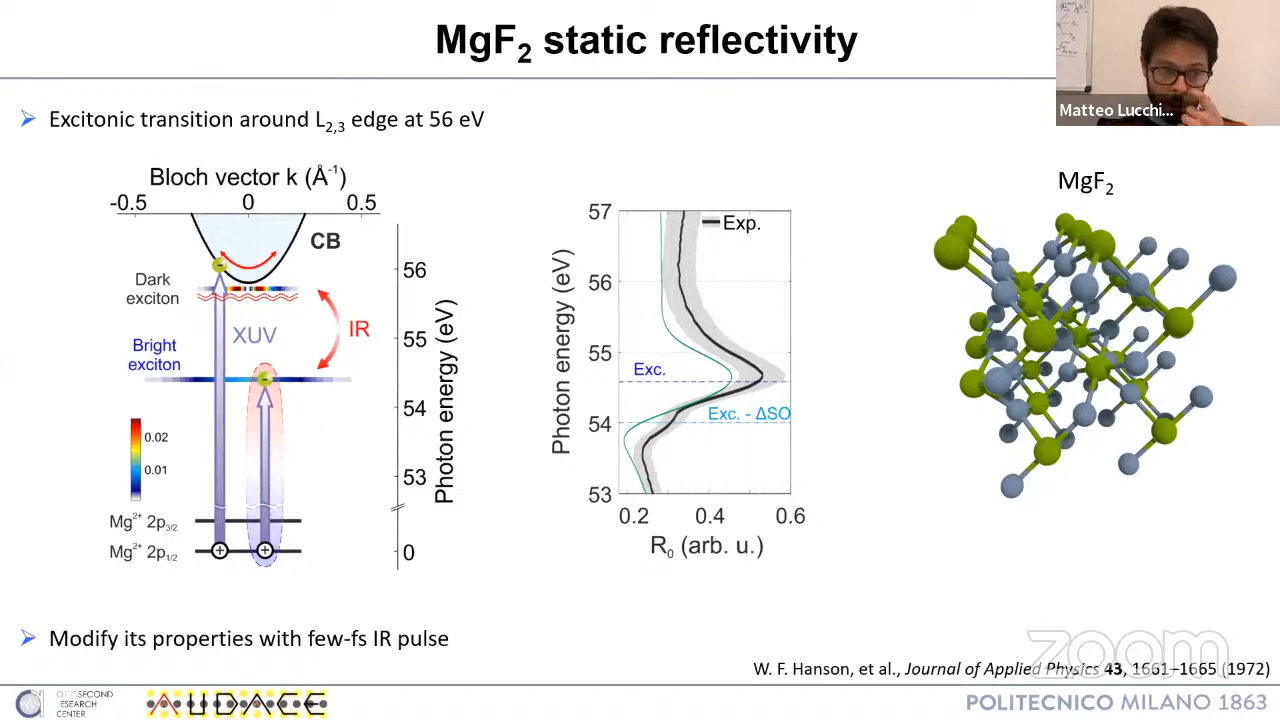 MgF₂ static reflectivity
Matteo Lucchi...
➢ Excitonic transition around L₂,₃ edge at 56 eV
Bloch vector k (Å⁻¹)
-0.5 0 0.5
CB
Dark
exciton
Bright
exciton
XUV
IR
56
55
54
53
0
Photon energy (eV)
0.02
0.01
Mg²⁺ 2p₃/₂
Mg²⁺ 2p₁/₂
57
56
55
54
53
Photon energy (eV)
Exp.
Exc.
Exc. - ΔSO
0.2 0.4 0.6
R₀ (arb. u.)
MgF₂
➢ Modify its properties with few-fs IR pulse
zoom
W. F. Hanson, et al., Journal of Applied Physics 43, 1661–1665 (1972)
ESEARCH
CENTER
AUDACE
POLITECNICO MILANO 1863